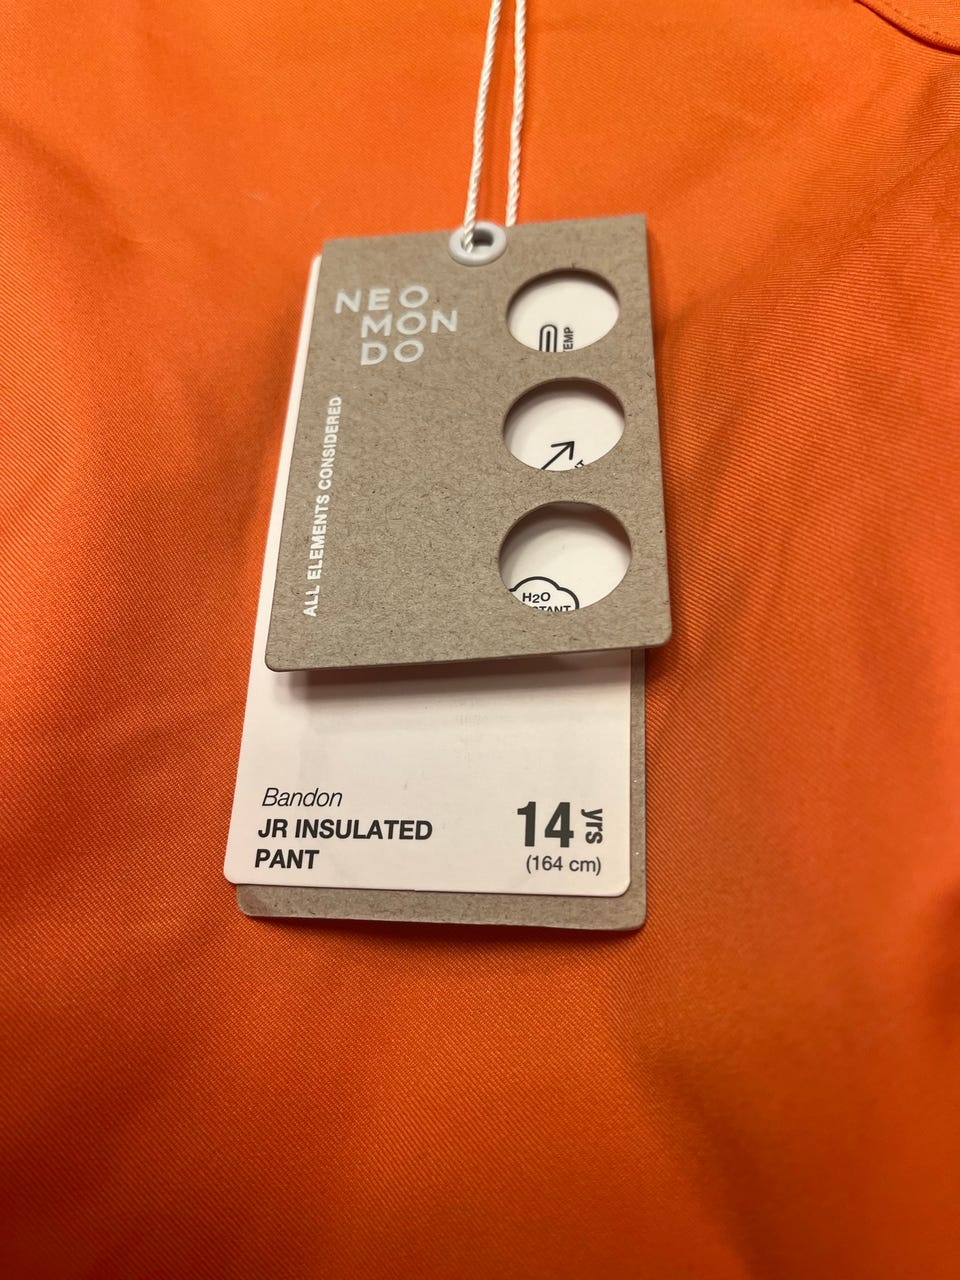 NEO
MON
DO
ALL ELEMENTS CONSIDERED
H2O
Bandon
JR INSULATED
PANT
14 yrs
(164 cm)